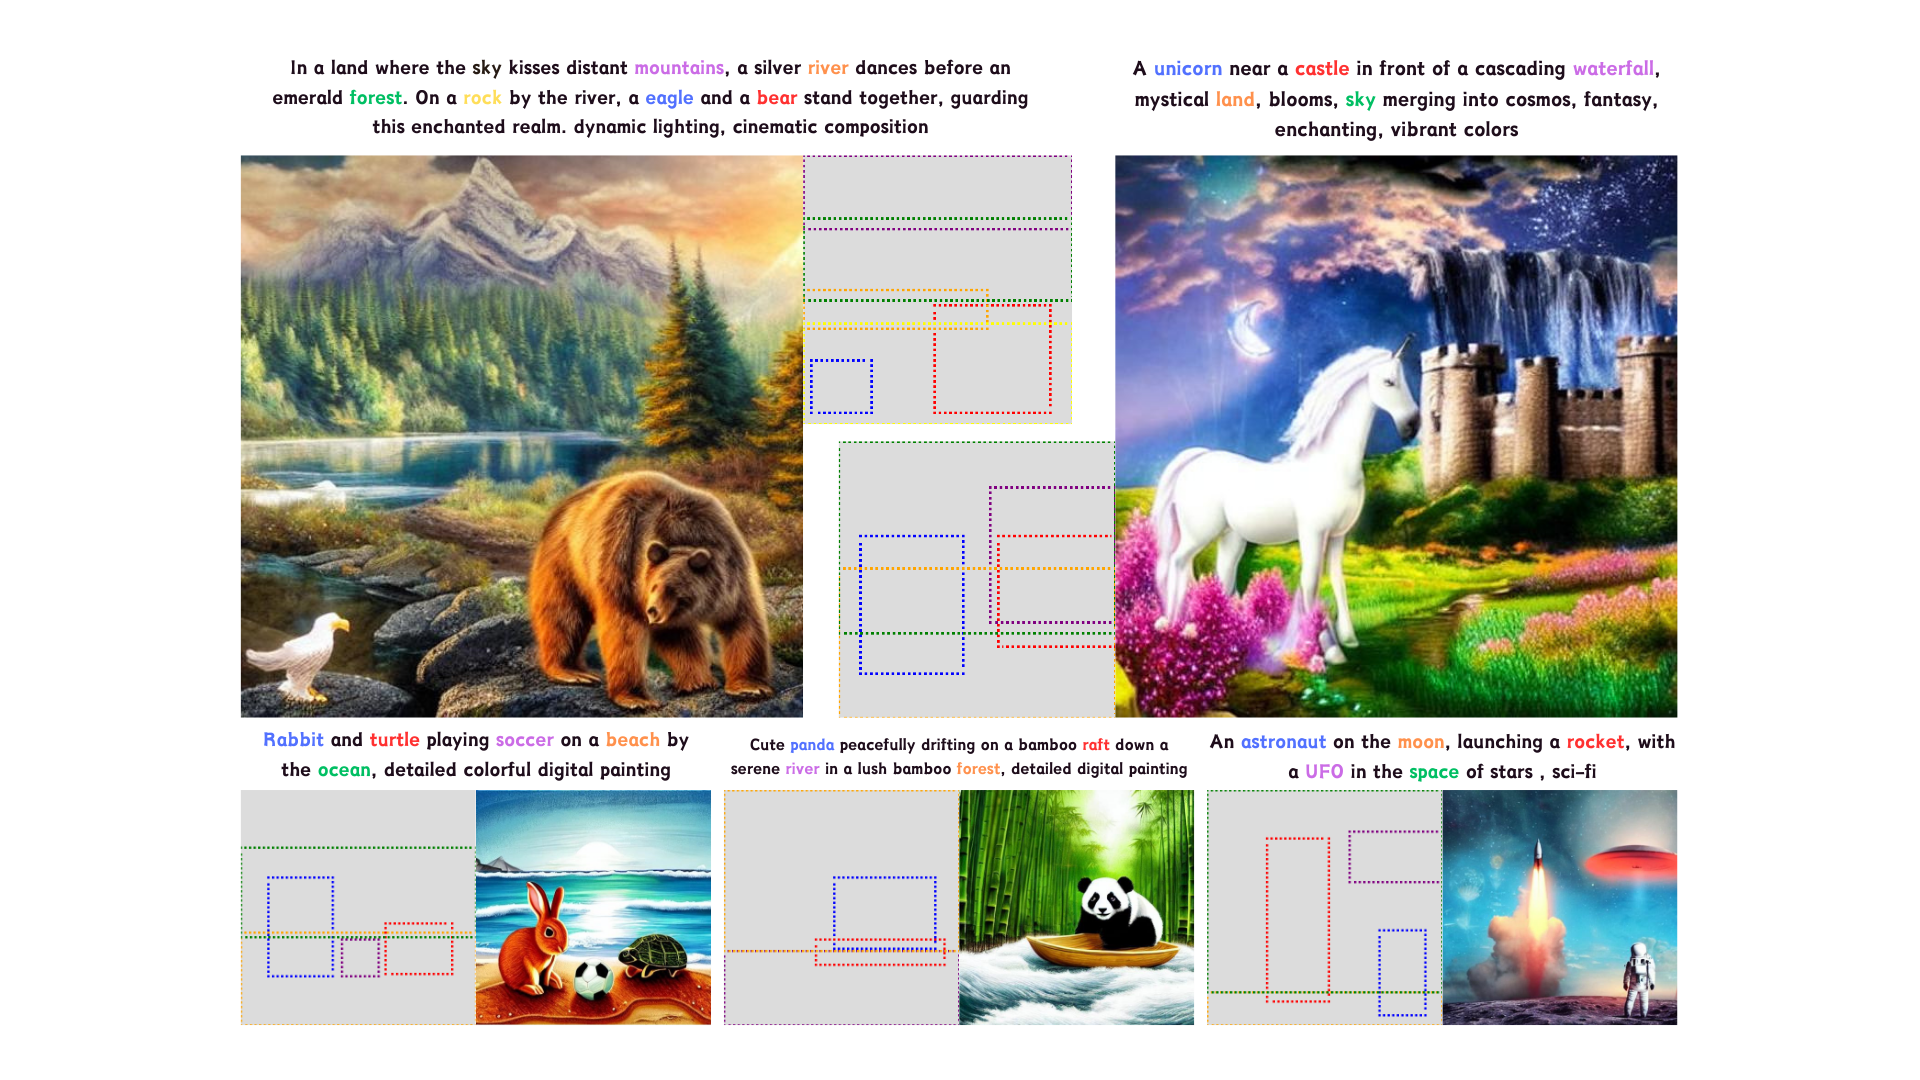 In a land where the sky kisses distant mountains, a silver river dances before an
emerald forest. On a rock by the river, a eagle and a bear stand together, guarding
this enchanted realm. dynamic lighting, cinematic composition
A unicorn near a castle in front of a cascading waterfall,
mystical land, blooms, sky merging into cosmos, fantasy,
enchanting, vibrant colors
Rabbit and turtle playing soccer on a beach by
the ocean, detailed colorful digital painting
Cute panda peacefully drifting on a bamboo raft down a
serene river in a lush bamboo forest, detailed digital painting
An astronaut on the moon, launching a rocket, with
a UFO in the space of stars , sci-fi